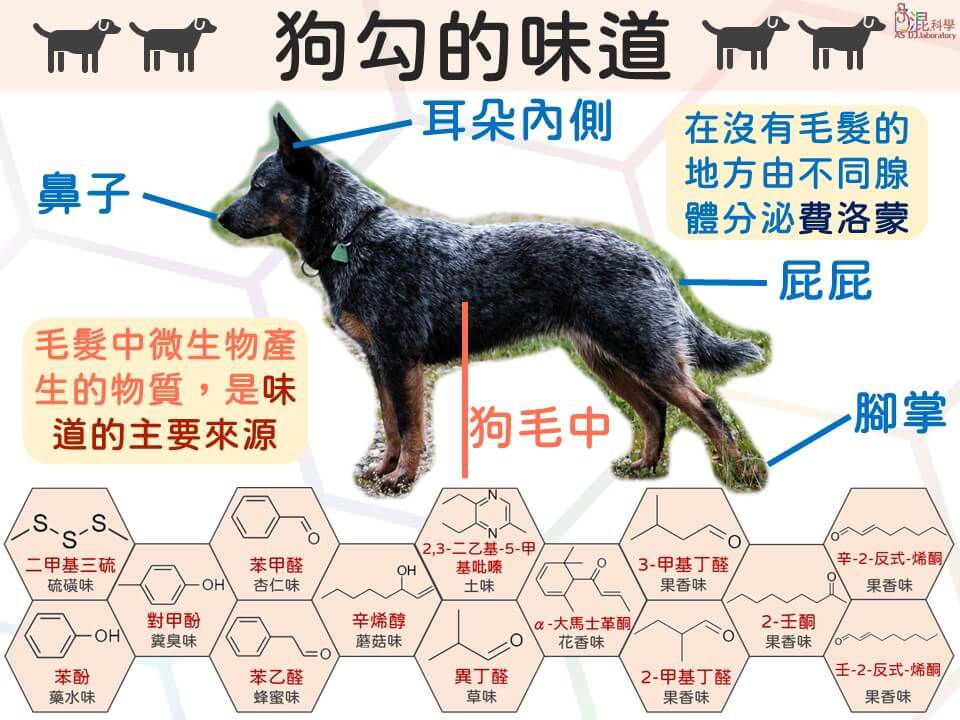 狗勾的味道
混科學
AS DJ.laboratory
耳朵內側
鼻子
在沒有毛髮的
地方由不同腺
體分泌費洛蒙
屁屁
毛髮中微生物產
生的物質，是味
道的主要來源
狗毛中
腳掌
S S S
二甲基三硫
硫磺味
O
苯甲醛
杏仁味
N
N
2,3-二乙基-5-甲
基吡嗪
土味
O
3-甲基丁醛
果香味
O
辛-2-反式-烯酮
果香味
OH
對甲酚
糞臭味
OH
辛烯醇
蘑菇味
O
α-大馬士革酮
花香味
O
2-壬酮
果香味
OH
苯酚
藥水味
O
苯乙醛
蜂蜜味
O
異丁醛
草味
O
2-甲基丁醛
果香味
O
壬-2-反式-烯酮
果香味